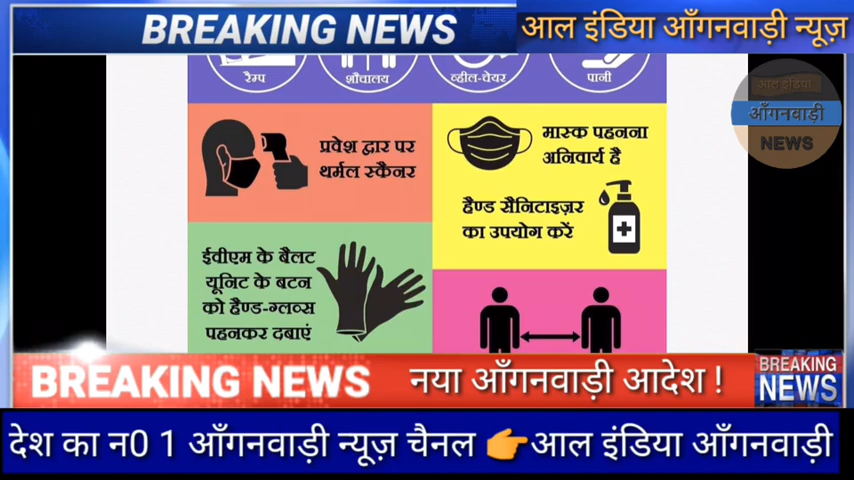 BREAKING NEWS
आल इंडिया आँगनवाड़ी न्यूज़
रैम्प
शौचालय
व्हील-चेयर
पानी
आल इंडिया
आँगनवाड़ी
NEWS
प्रवेश द्वार पर
थर्मल स्कैनर
मास्क पहनना
अनिवार्य है
हैण्ड सैनिटाइज़र
का उपयोग करें
ईवीएम के बैलट
यूनिट के बटन
को हैण्ड-ग्लव्स
पहनकर दबाएं
BREAKING NEWS
नया आँगनवाड़ी आदेश !
BREAKING
NEWS
देश का न0 1 आँगनवाड़ी न्यूज़ चैनल 👉आल इंडिया आँगनवाड़ी